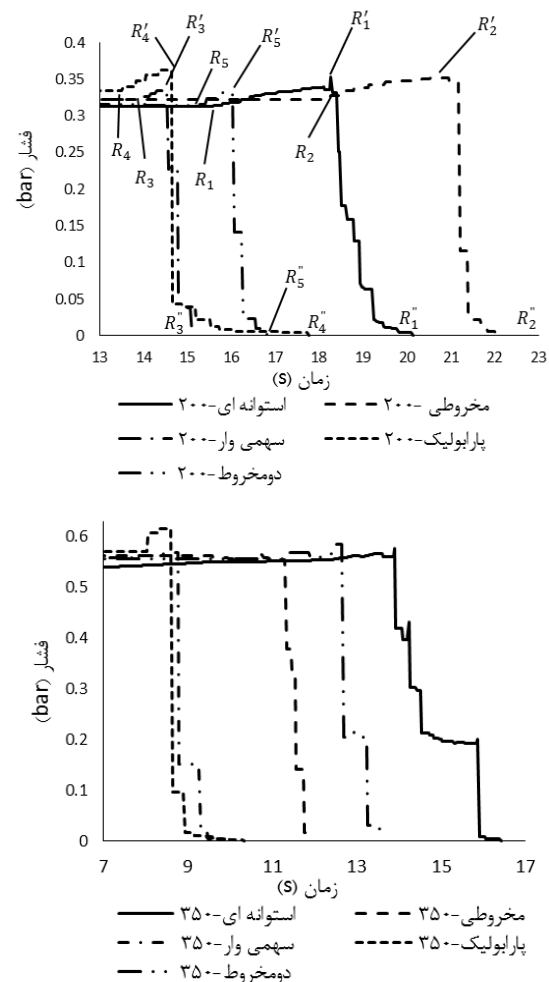 R′₄ R′₃ R₅ R′₅ R′₁ R′₂
0.4
0.35
0.3
0.25
0.2
0.15
0.1
0.05
0
فشار (bar)
R₄ R₃ R₁ R₂
R″₃ R″₅ R″₄ R″₁ R″₂
13 14 15 16 17 18 19 20 21 22 23
زمان (s)
استوانه ای-۲۰۰ مخروطی -۲۰۰
سهمی وار-۲۰۰ پارابولیک-۲۰۰
دومخروط-۲۰۰
0.6
0.5
0.4
0.3
0.2
0.1
0
فشار (bar)
7 9 11 13 15 17
زمان (s)
استوانه ای-۳۵۰ مخروطی-۳۵۰
سهمی وار-۳۵۰ پارابولیک-۳۵۰
دومخروط-۳۵۰